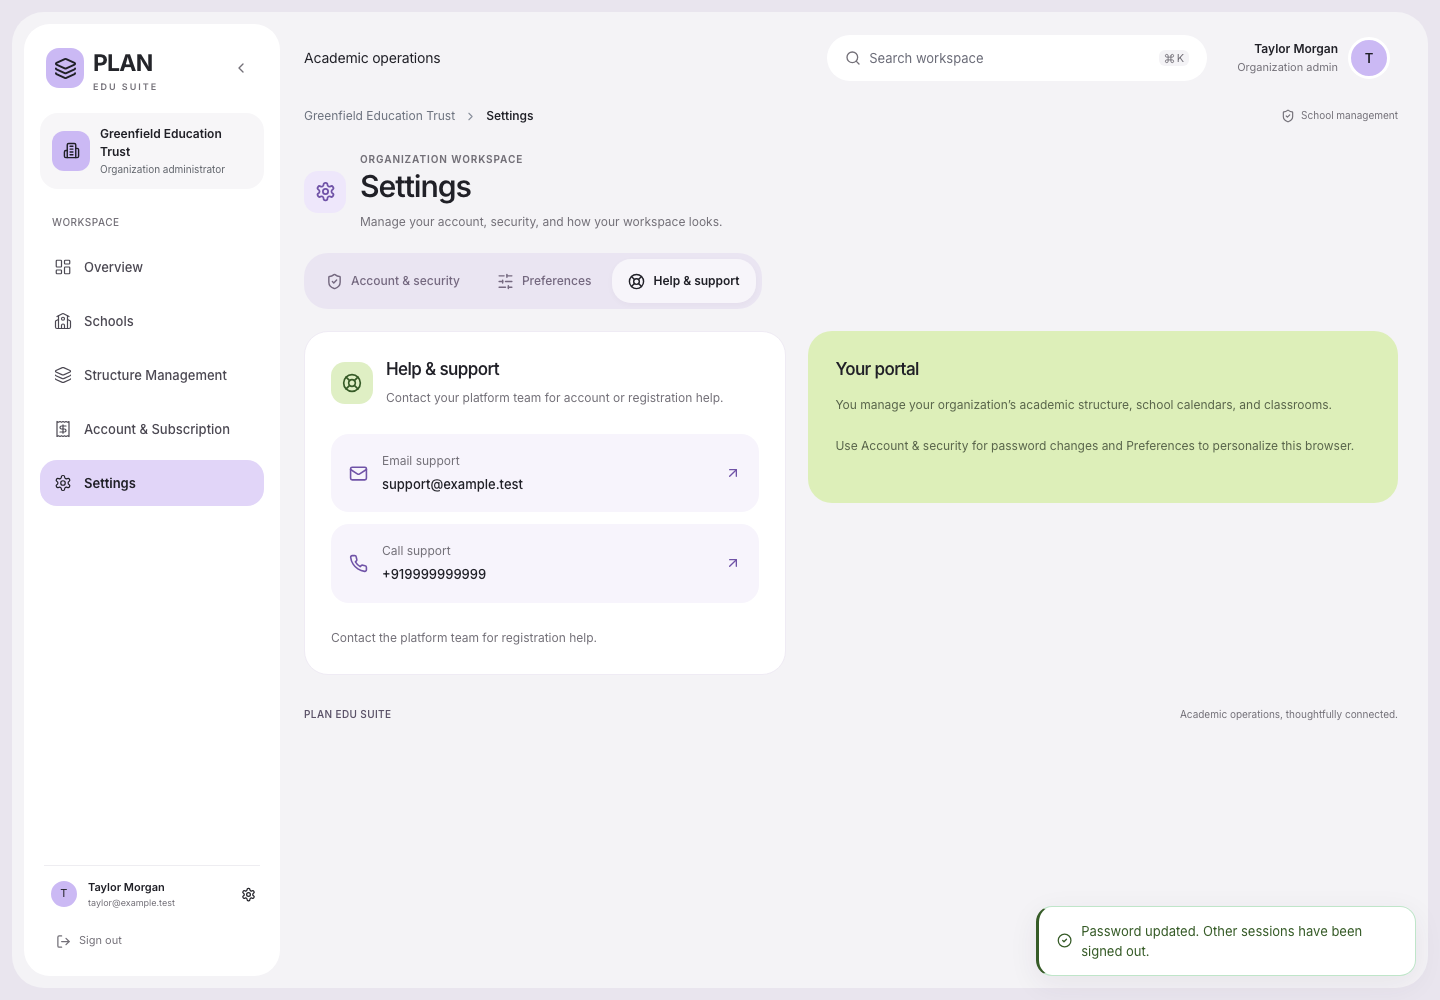 PLAN
EDU SUITE
Greenfield Education
Trust
Organization administrator
WORKSPACE
Overview
Schools
Structure Management
Account & Subscription
Settings
Taylor Morgan
T
taylor@example.test
Sign out
Academic operations
Search workspace
⌘K
Taylor Morgan
Organization admin
T
Greenfield Education Trust
Settings
School management
ORGANIZATION WORKSPACE
Settings
Manage your account, security, and how your workspace looks.
Account & security
Preferences
Help & support
Help & support
Contact your platform team for account or registration help.
Email support
support@example.test
Call support
+919999999999
Contact the platform team for registration help.
Your portal
You manage your organization’s academic structure, school calendars, and classrooms.
Use Account & security for password changes and Preferences to personalize this browser.
PLAN EDU SUITE
Academic operations, thoughtfully connected.
Password updated. Other sessions have been
signed out.